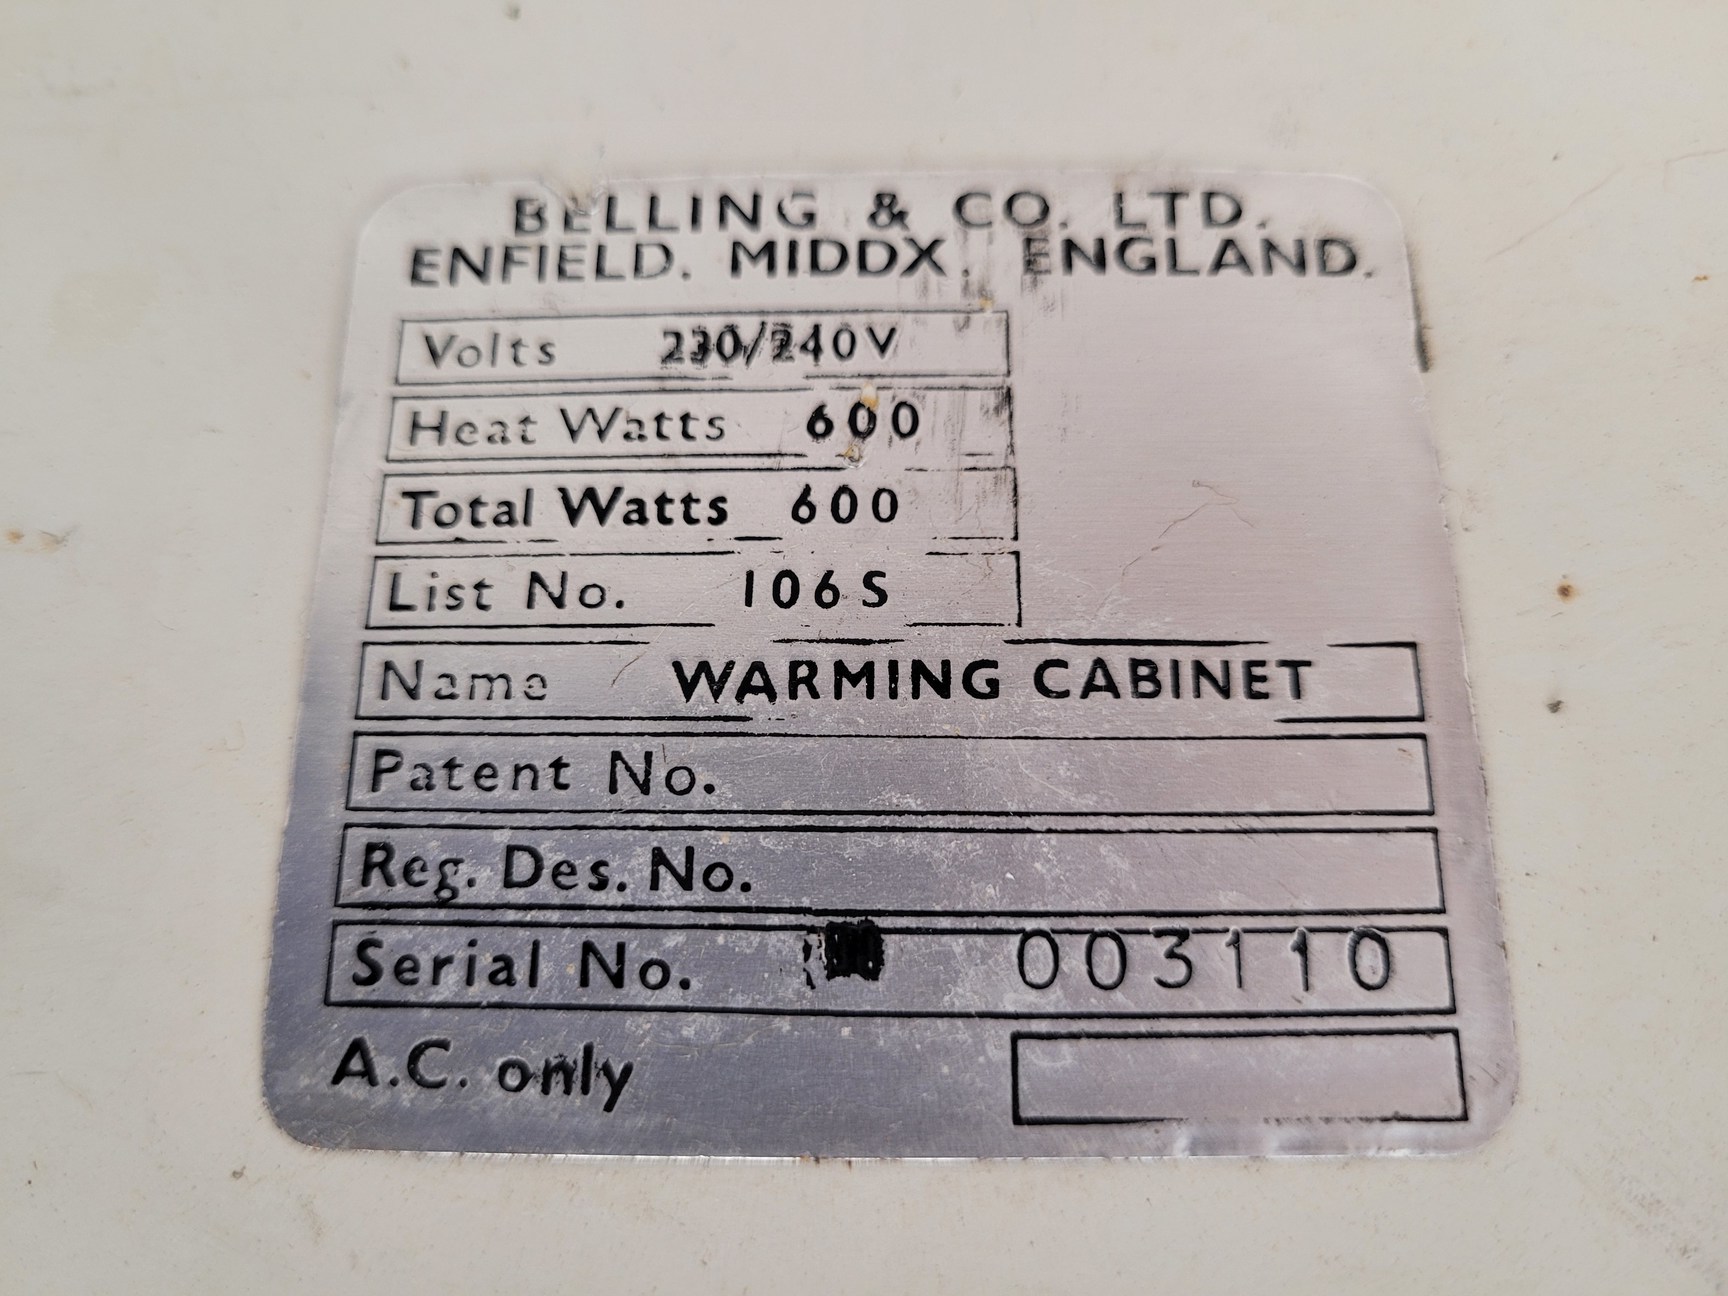 BELLING & CO. LTD.
ENFIELD. MIDDX. ENGLAND.
Volts 230/240V
Heat Watts 600
Total Watts 600
List No. 106S
Name WARMING CABINET
Patent No.
Reg. Des. No.
Serial No. 003110
A.C. only